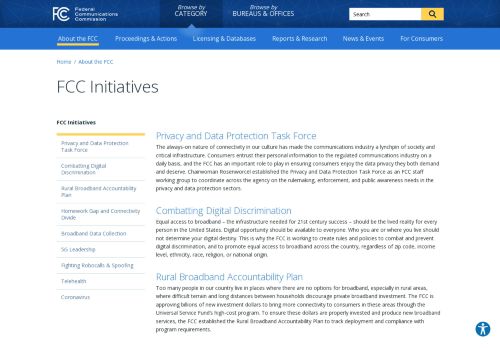 FCC
Federal
Communications
Commission
Browse by
CATEGORY
Browse by
BUREAUS & OFFICES
Search
About the FCC
Proceedings & Actions
Licensing & Databases
Reports & Research
News & Events
For Consumers
Home / About the FCC
FCC Initiatives
FCC Initiatives
Privacy and Data Protection
Task Force
Combatting Digital
Discrimination
Rural Broadband Accountability
Plan
Homework Gap and Connectivity
Divide
Broadband Data Collection
5G Leadership
Fighting Robocalls & Spoofing
Telehealth
Coronavirus
Privacy and Data Protection Task Force
The always-on nature of connectivity in our culture has made the communications industry a lynchpin of society and
critical infrastructure. Consumers entrust their personal information to the regulated communications industry on a
daily basis, and the FCC has an important role to play in ensuring consumers enjoy the data privacy they both demand
and deserve. Chairwoman Rosenworcel established the Privacy and Data Protection Task Force as an FCC staff
working group to coordinate across the agency on the rulemaking, enforcement, and public awareness needs in the
privacy and data protection sectors.
Combatting Digital Discrimination
Equal access to broadband – the infrastructure needed for 21st century success – should be the lived reality for every
person in the United States. Digital opportunity should be available to everyone. Who you are or where you live should
not determine your digital destiny. This is why the FCC is working to create rules and policies to combat and prevent
digital discrimination, and to promote equal access to broadband across the country, regardless of zip code, income
level, ethnicity, race, religion, or national origin.
Rural Broadband Accountability Plan
Too many people in our country live in places where there are no options for broadband, especially in rural areas,
where difficult terrain and long distances between households discourage private broadband investment. The FCC is
approving billions of new investment dollars to bring more connectivity to consumers in these areas through the
Universal Service Fund's high-cost program. To ensure these dollars are properly invested and produce new broadband
services, the FCC established the Rural Broadband Accountability Plan to track deployment and compliance with
program requirements.